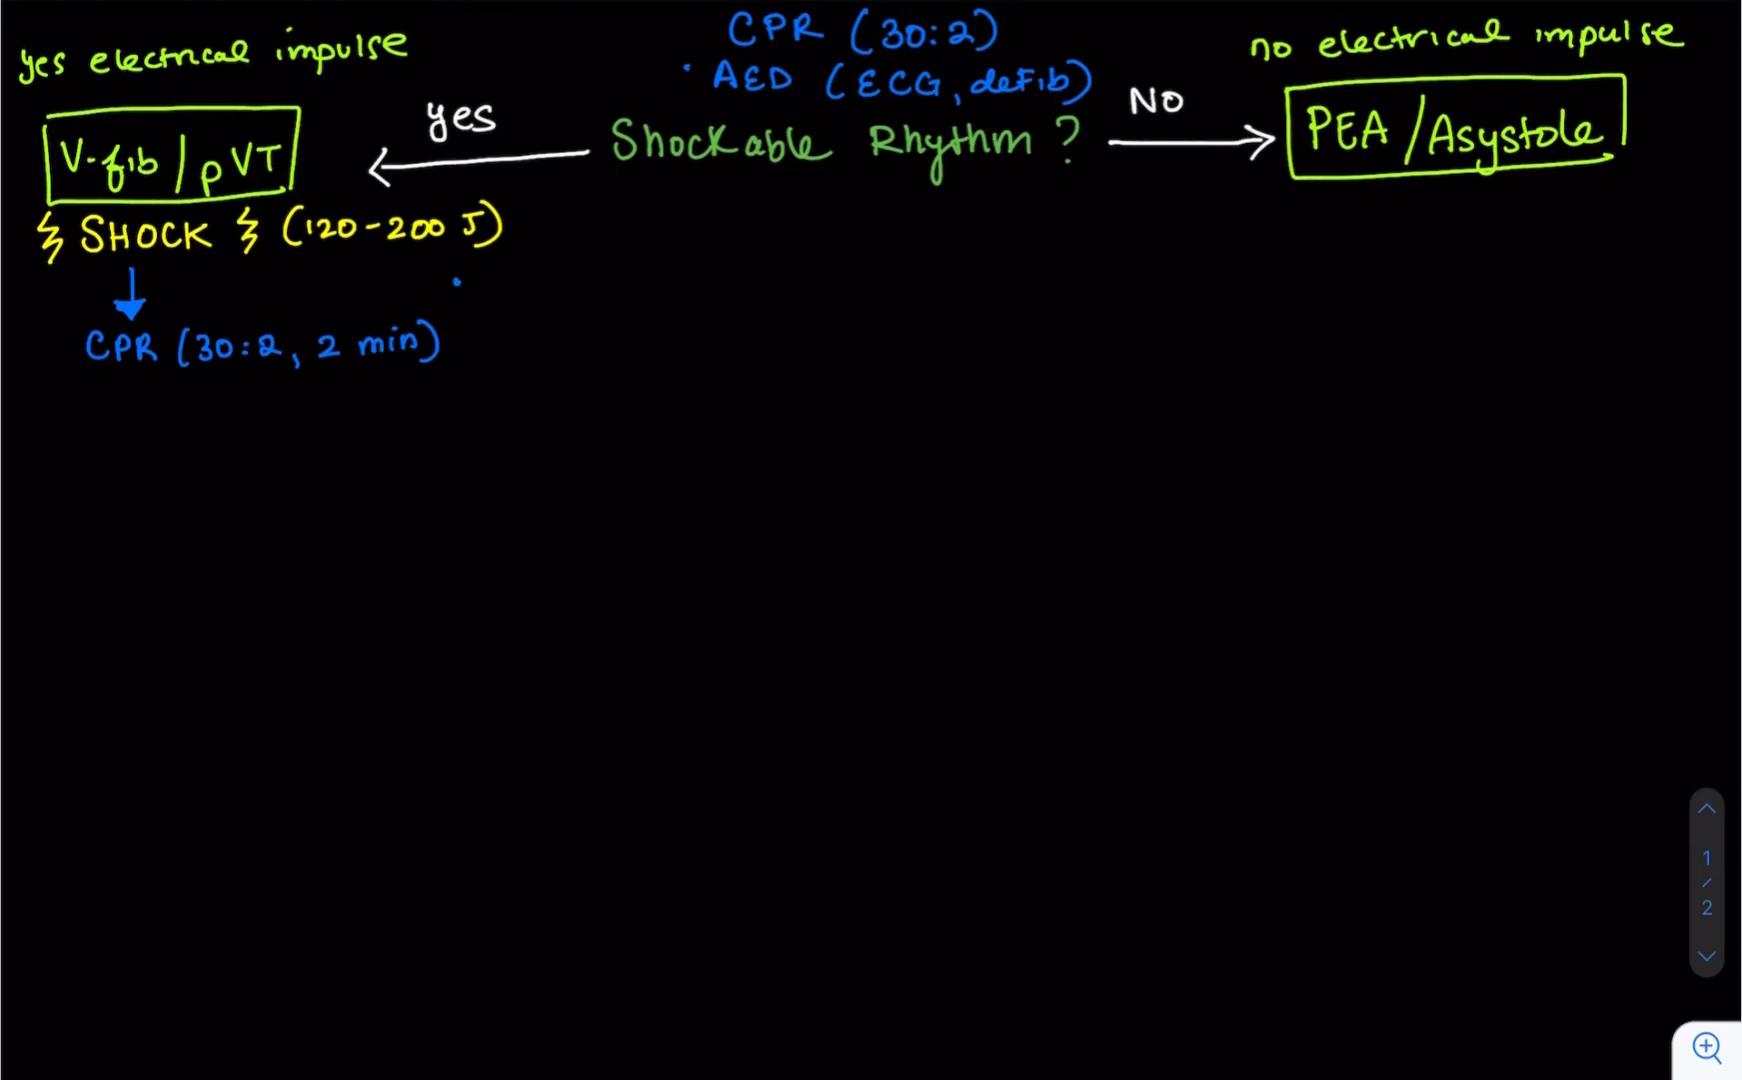 yes electrical impulse
CPR (30:2)
· AED (ECG, defib)
no electrical impulse
V-fib / pVT
yes
Shockable Rhythm ?
NO
PEA / Asystole
SHOCK (120-200 J)
CPR (30:2, 2 min)
1
/
2